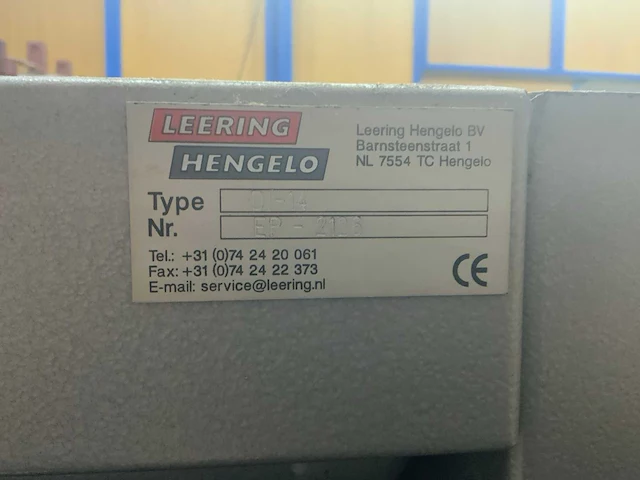 LEERING
HENGELO
Leering Hengelo BV
Barnsteenstraat 1
NL 7554 TC Hengelo
Type
Nr. EP -
Tel.: +31 (0)74 24 20 061
Fax: +31 (0)74 24 22 373
E-mail: service@leering.nl
CE